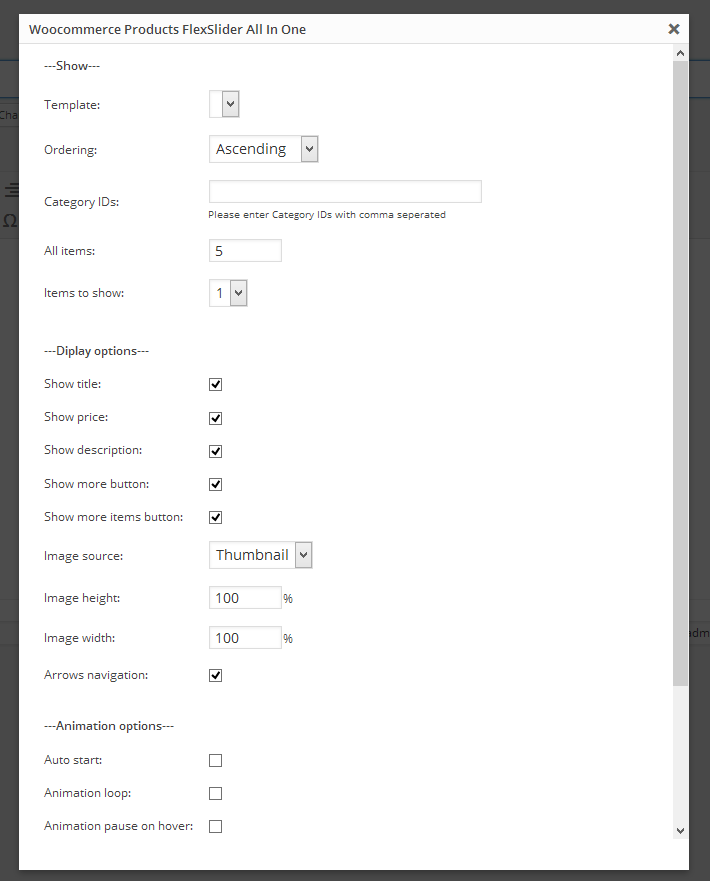 Woocommerce Products FlexSlider All In One
---Show---
Template:
Ordering: Ascending
Category IDs:
Please enter Category IDs with comma seperated
All items: 5
Items to show: 1
---Diplay options---
Show title:
Show price:
Show description:
Show more button:
Show more items button:
Image source: Thumbnail
Image height: 100 %
Image width: 100 %
Arrows navigation:
---Animation options---
Auto start:
Animation loop:
Animation pause on hover:
Cha
Ω
adm